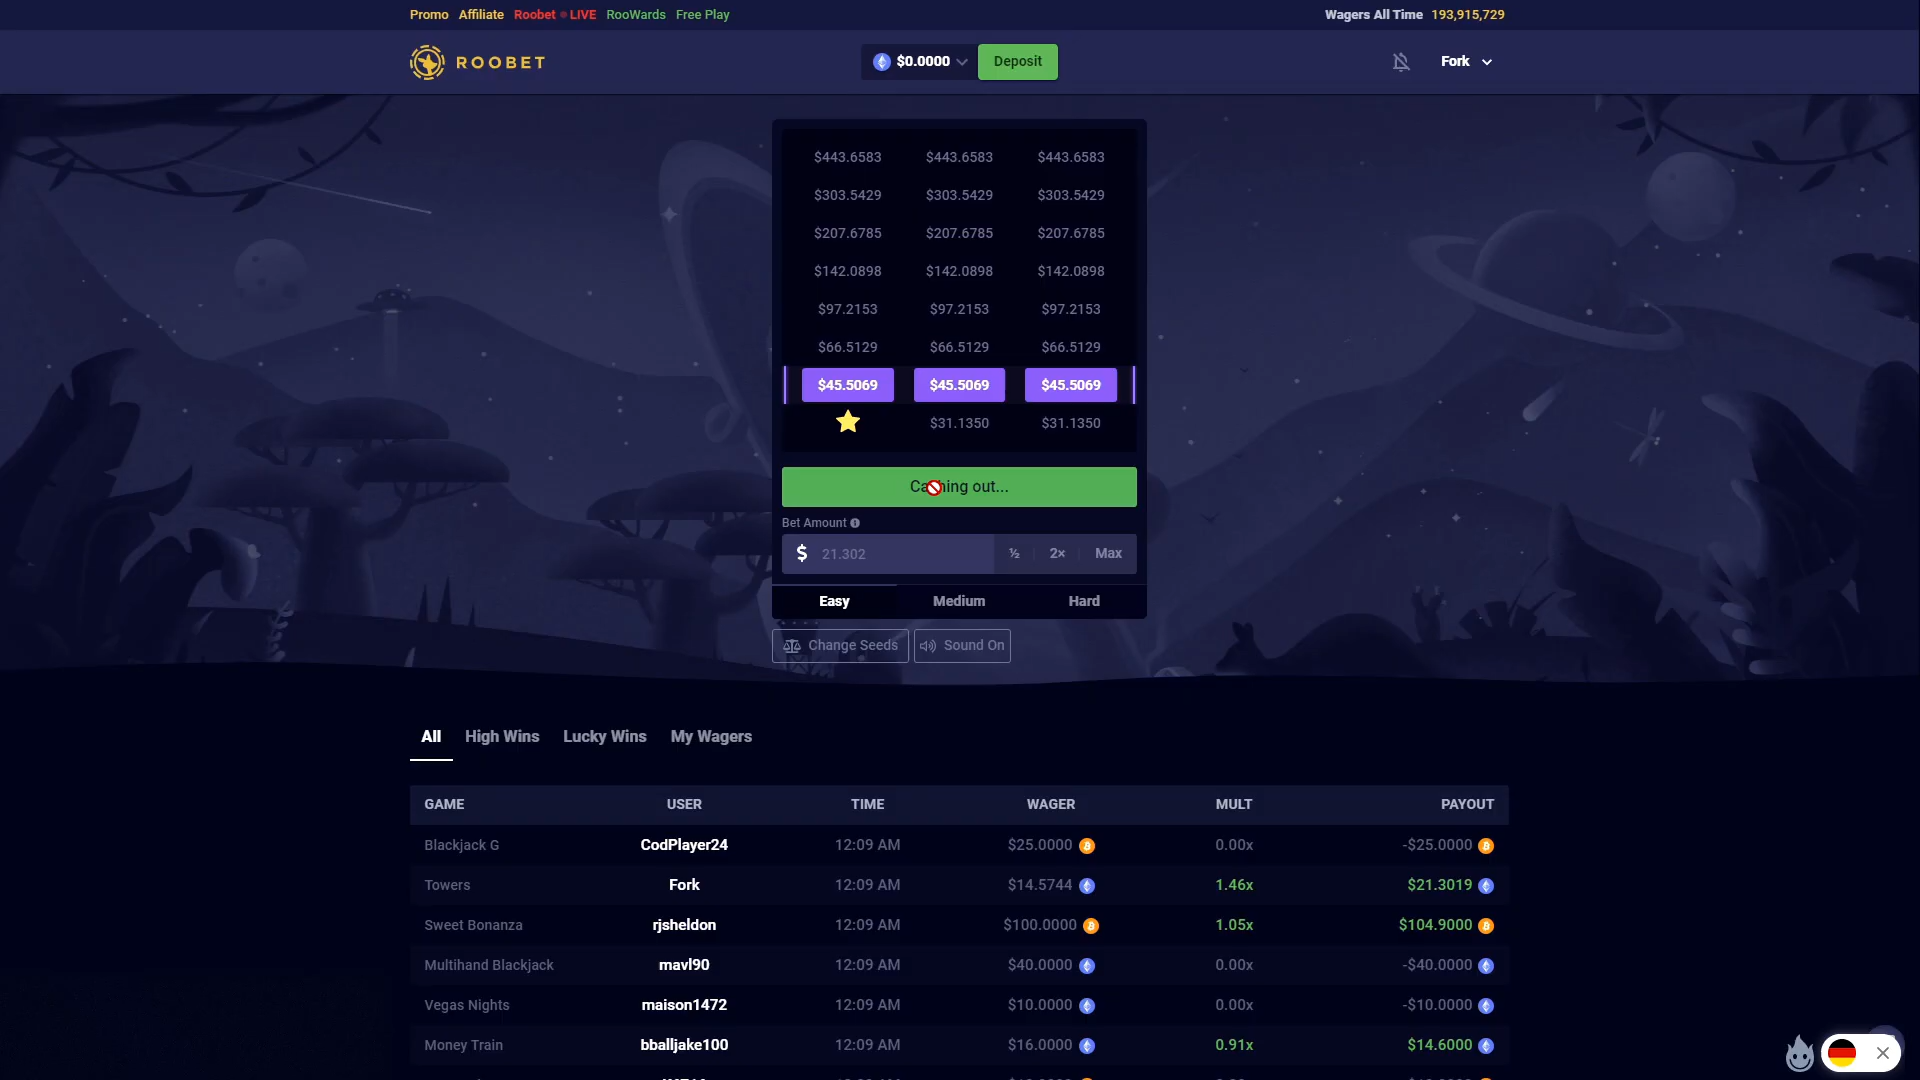 Promo Affiliate Roobet LIVE RooWards Free Play Wagers All Time 193,915,729
ROOBET $0.0000 Deposit Fork
$443.6583 $443.6583 $443.6583
$303.5429 $303.5429 $303.5429
$207.6785 $207.6785 $207.6785
$142.0898 $142.0898 $142.0898
$97.2153 $97.2153 $97.2153
$66.5129 $66.5129 $66.5129
$45.5069 $45.5069 $45.5069
$31.1350 $31.1350
Cashing out...
Bet Amount
$ 21.302 ½ 2× Max
Easy Medium Hard
Change Seeds Sound On
All High Wins Lucky Wins My Wagers
GAME USER TIME WAGER MULT PAYOUT
Blackjack G CodPlayer24 12:09 AM $25.0000 0.00x -$25.0000
Towers Fork 12:09 AM $14.5744 1.46x $21.3019
Sweet Bonanza rjsheldon 12:09 AM $100.0000 1.05x $104.9000
Multihand Blackjack mavl90 12:09 AM $40.0000 0.00x -$40.0000
Vegas Nights maison1472 12:09 AM $10.0000 0.00x -$10.0000
Money Train bballjake100 12:09 AM $16.0000 0.91x $14.6000